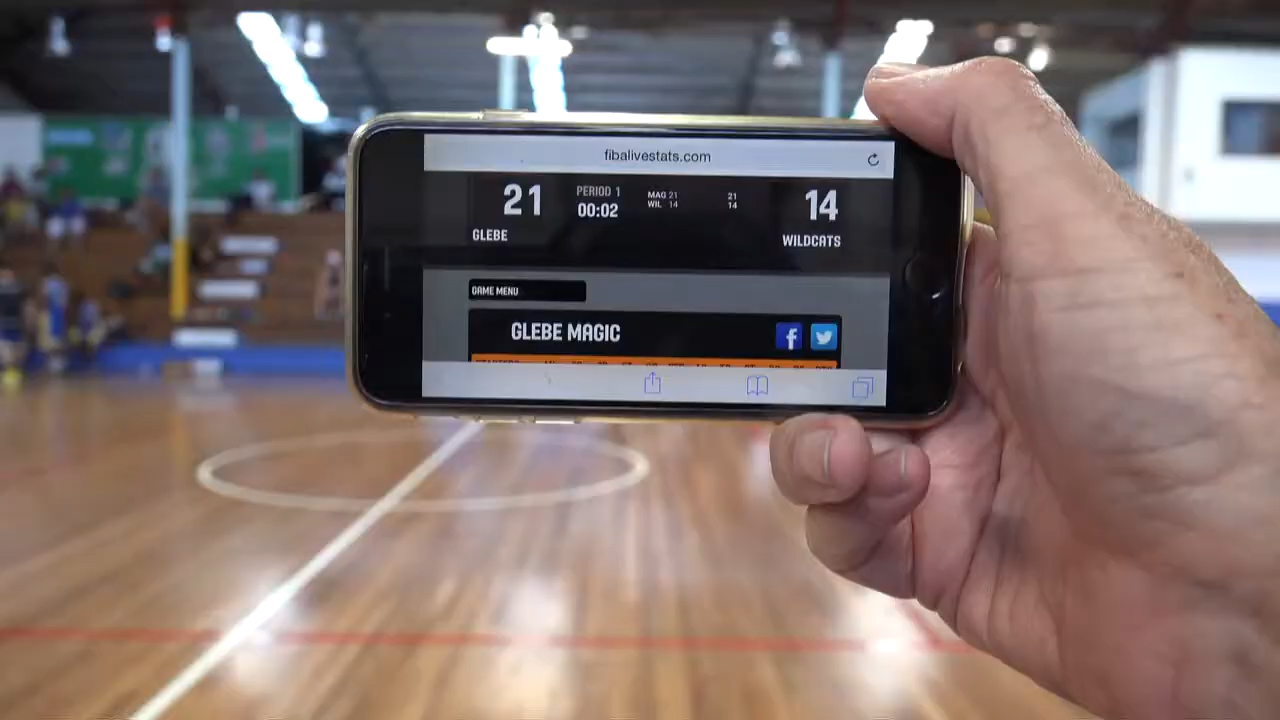 fibalivestats.com
21 PERIOD 1 MAG 21 21 14
00:02 WIL 14 14
GLEBE WILDCATS
GAME MENU
GLEBE MAGIC